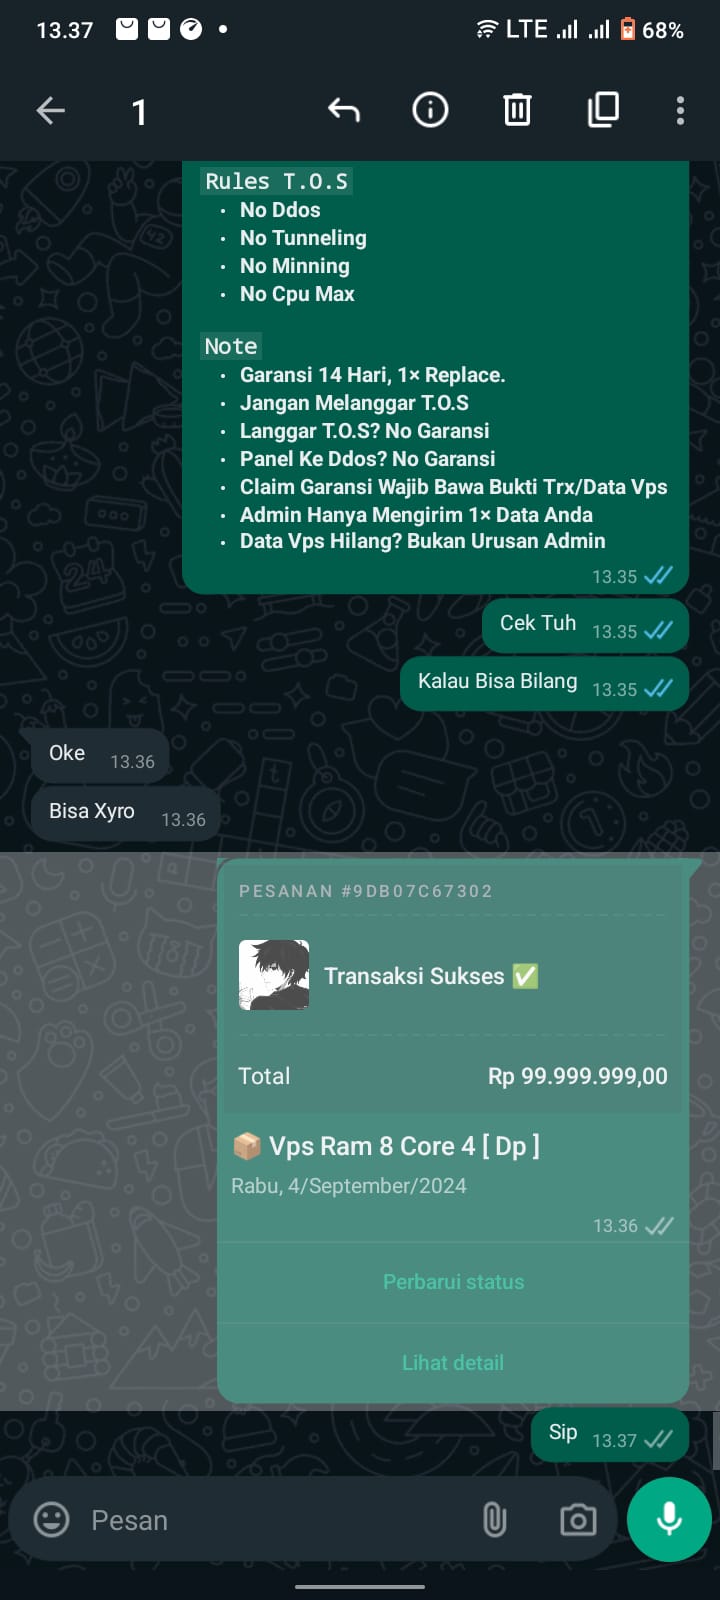 13.37
LTE
68%
1
Rules T.O.S
• No Ddos
• No Tunneling
• No Minning
• No Cpu Max
Note
• Garansi 14 Hari, 1× Replace.
• Jangan Melanggar T.O.S
• Langgar T.O.S? No Garansi
• Panel Ke Ddos? No Garansi
• Claim Garansi Wajib Bawa Bukti Trx/Data Vps
• Admin Hanya Mengirim 1× Data Anda
• Data Vps Hilang? Bukan Urusan Admin
13.35
Cek Tuh 13.35
Kalau Bisa Bilang 13.35
Oke 13.36
Bisa Xyro 13.36
PESANAN #9DB07C67302
Transaksi Sukses ✅
Total Rp 99.999.999,00
📦 Vps Ram 8 Core 4 [ Dp ]
Rabu, 4/September/2024
13.36
Perbarui status
Lihat detail
Sip 13.37
Pesan